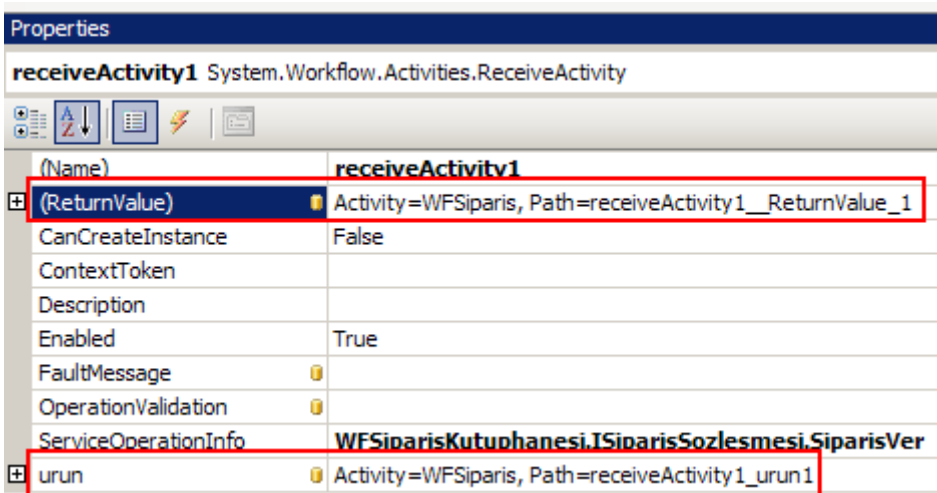 Properties
receiveActivity1 System.Workflow.Activities.ReceiveActivity
(Name) receiveActivity1
(ReturnValue) Activity=WFSiparis, Path=receiveActivity1__ReturnValue_1
CanCreateInstance False
ContextToken
Description
Enabled True
FaultMessage
OperationValidation
ServiceOperationInfo WFSiparisKutuphanesi.ISiparisSozlesmesi.SiparisVer
urun Activity=WFSiparis, Path=receiveActivity1_urun1